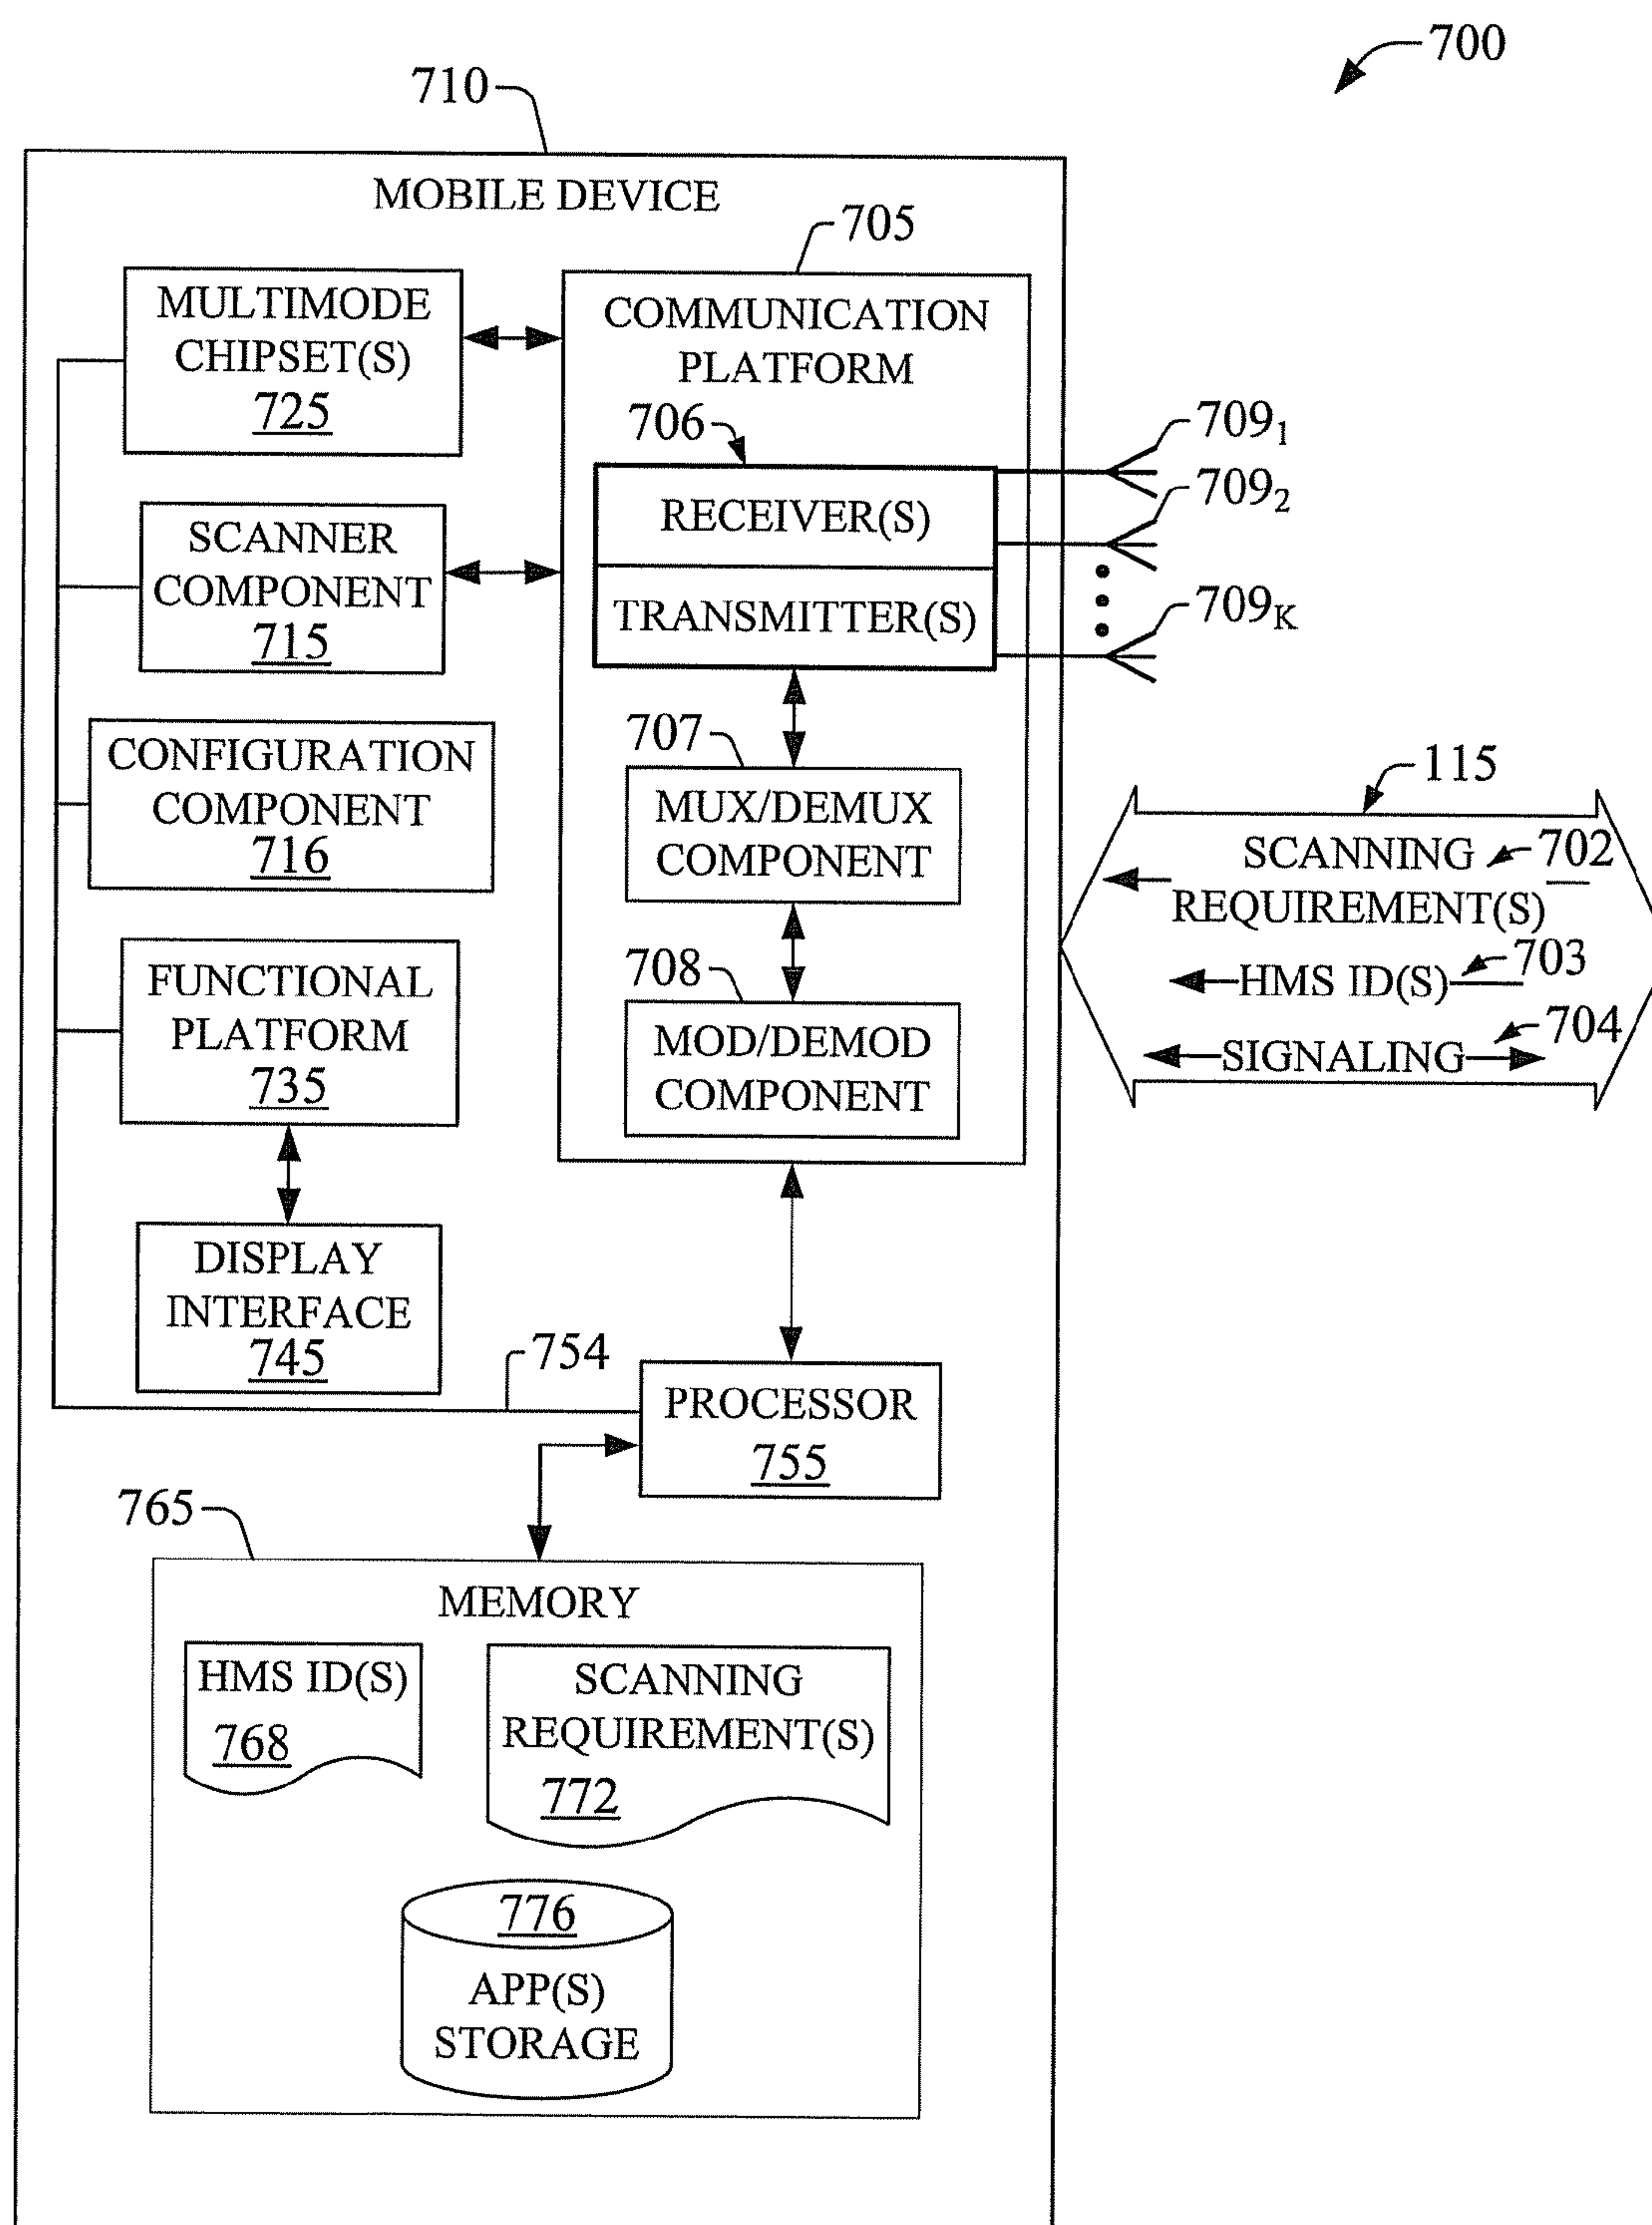 700
710
MOBILE DEVICE
705
MULTIMODE
CHIPSET(S)
725
COMMUNICATION
PLATFORM
706
RECEIVER(S)
TRANSMITTER(S)
709₁
709₂
709K
SCANNER
COMPONENT
715
CONFIGURATION
COMPONENT
716
707
MUX/DEMUX
COMPONENT
115
SCANNING 702
REQUIREMENT(S)
HMS ID(S) 703
SIGNALING 704
FUNCTIONAL
PLATFORM
735
708
MOD/DEMOD
COMPONENT
DISPLAY
INTERFACE
745
754
PROCESSOR
755
765
MEMORY
HMS ID(S)
768
SCANNING
REQUIREMENT(S)
772
776
APP(S)
STORAGE